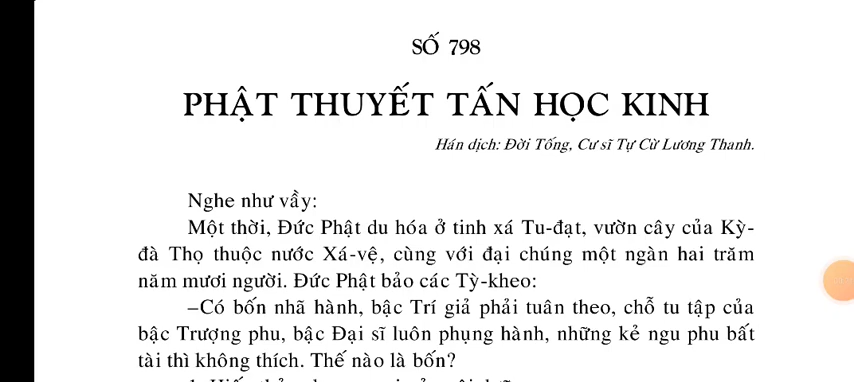 SỐ 798
PHẬT THUYẾT TẤN HỌC KINH
Hán dịch: Đời Tống, Cư sĩ Tự Cừ Lương Thanh.
Nghe như vầy:
Một thời, Đức Phật du hóa ở tinh xá Tu-đạt, vườn cây của Kỳ-
đà Thọ thuộc nước Xá-vệ, cùng với đại chúng một ngàn hai trăm
năm mươi người. Đức Phật bảo các Tỳ-kheo:
–Có bốn nhã hành, bậc Trí giả phải tuân theo, chỗ tu tập của
bậc Trượng phu, bậc Đại sĩ luôn phụng hành, những kẻ ngu phu bất
tài thì không thích. Thế nào là bốn?